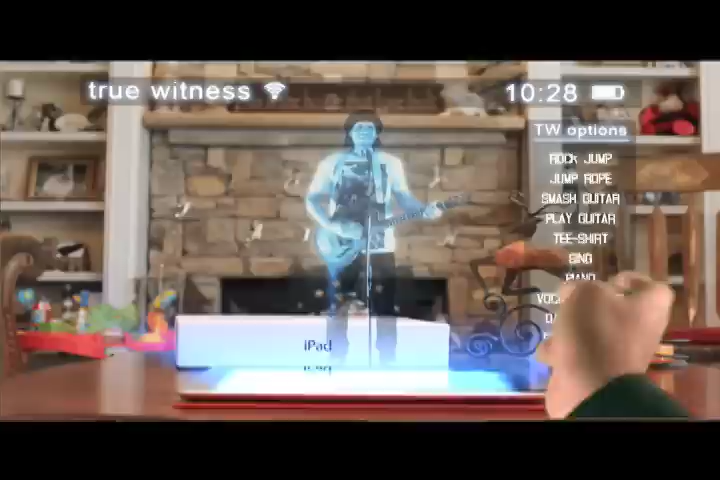 true witness
10:28
TW options
ROCK JUMP
JUMP ROPE
SMASH GUITAR
PLAY GUITAR
TEE-SHIRT
SING
PIANO
iPad